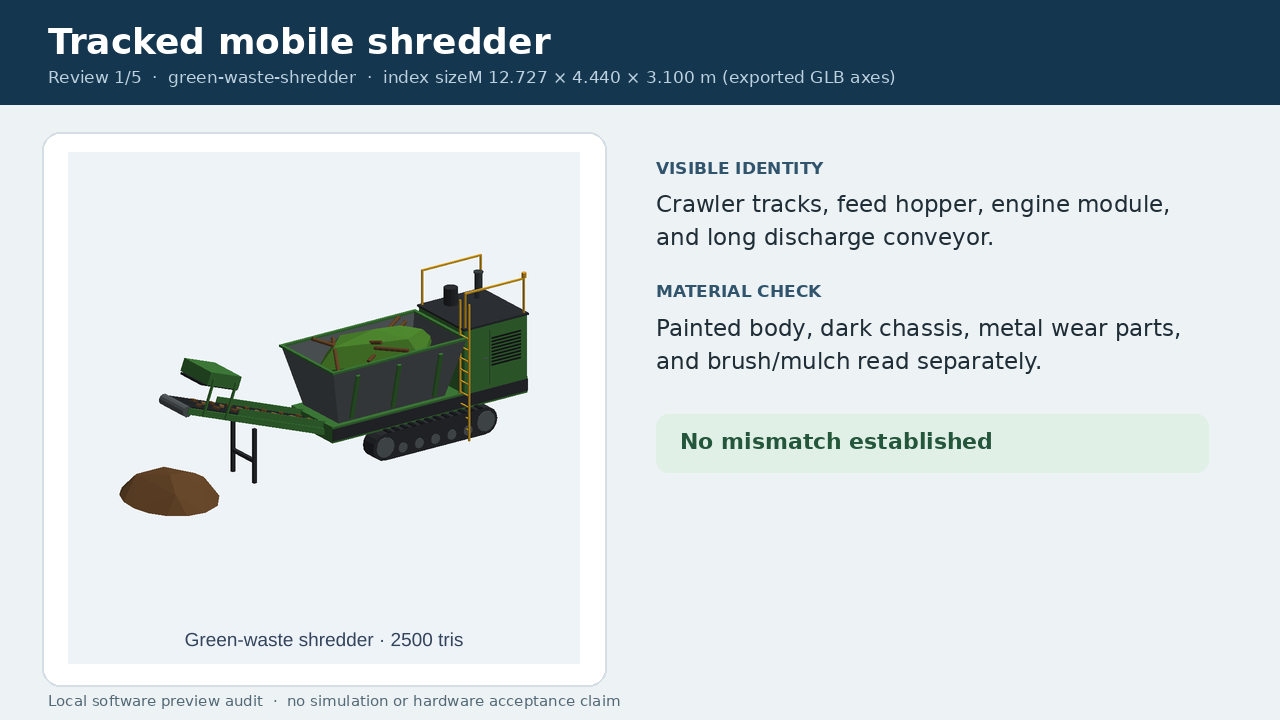 Tracked mobile shredder
Review 1/5 · green-waste-shredder · index sizeM 12.727 × 4.440 × 3.100 m (exported GLB axes)
Green-waste shredder · 2500 tris
VISIBLE IDENTITY
Crawler tracks, feed hopper, engine module,
and long discharge conveyor.
MATERIAL CHECK
Painted body, dark chassis, metal wear parts,
and brush/mulch read separately.
No mismatch established
Local software preview audit · no simulation or hardware acceptance claim